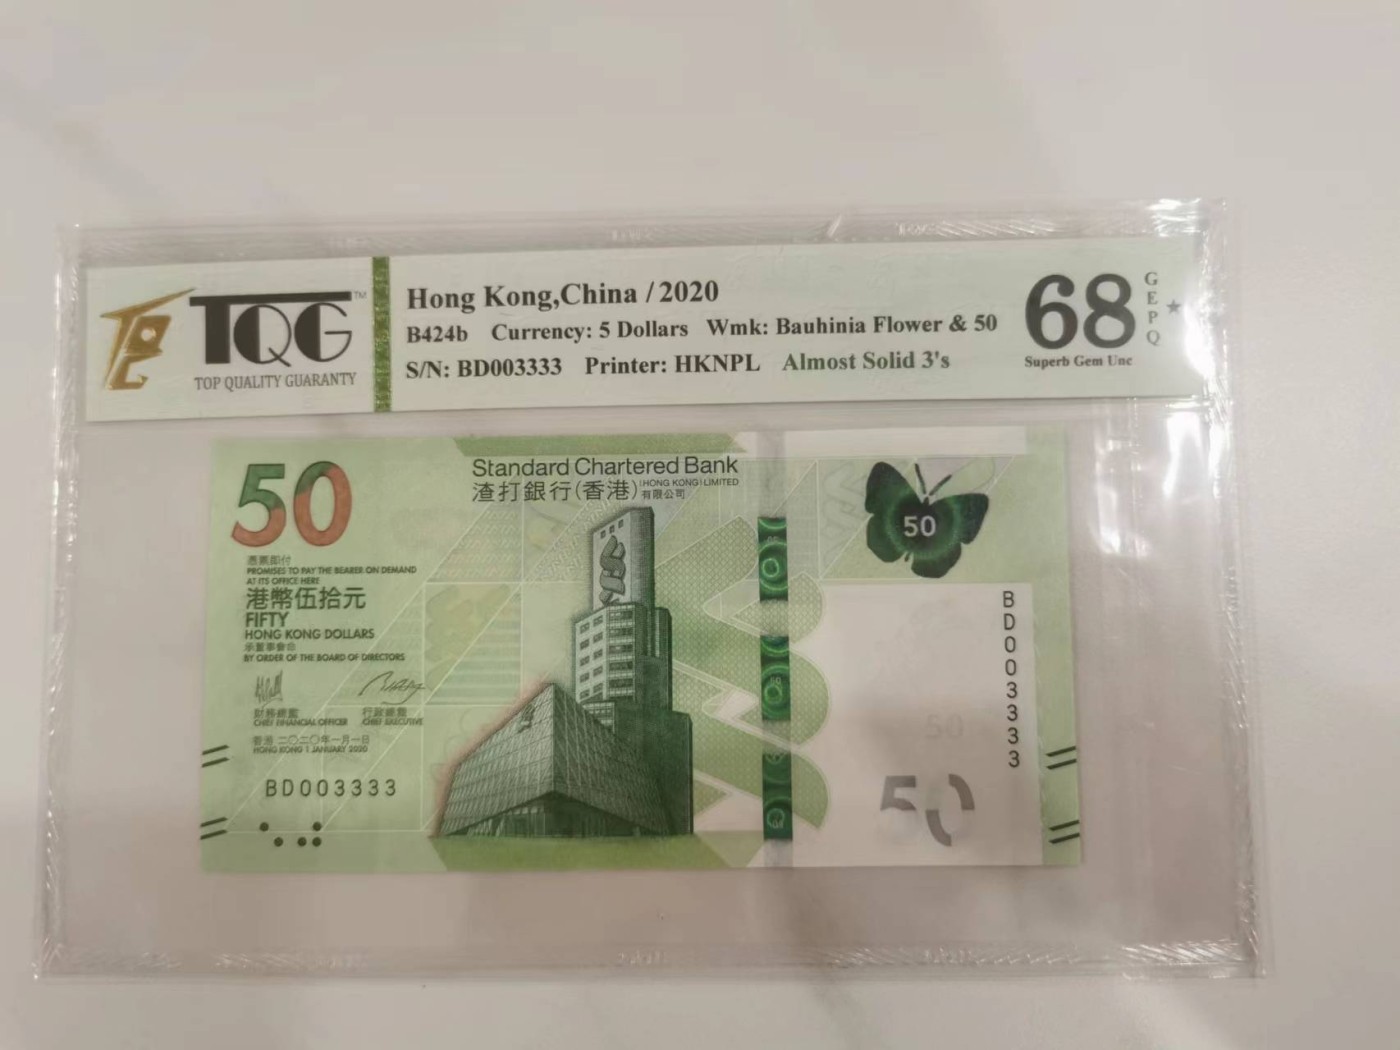 TQG™
TOP QUALITY GUARANTY
Hong Kong,China / 2020
B424b Currency: 5 Dollars Wmk: Bauhinia Flower & 50
S/N: BD003333 Printer: HKNPL Almost Solid 3's
68
Superb Gem Unc
GEPQ
★
50
Standard Chartered Bank
渣打銀行(香港)
(HONG KONG) LIMITED
有限公司
50
憑票即付
PROMISES TO PAY THE BEARER ON DEMAND
AT ITS OFFICE HERE
港幣伍拾元
FIFTY
HONG KONG DOLLARS
承董事會命
BY ORDER OF THE BOARD OF DIRECTORS
財務總監
CHIEF FINANCIAL OFFICER
行政總裁
CHIEF EXECUTIVE
香港 二〇二〇年一月一日
HONG KONG 1 JANUARY 2020
BD003333
BD003333
50
50